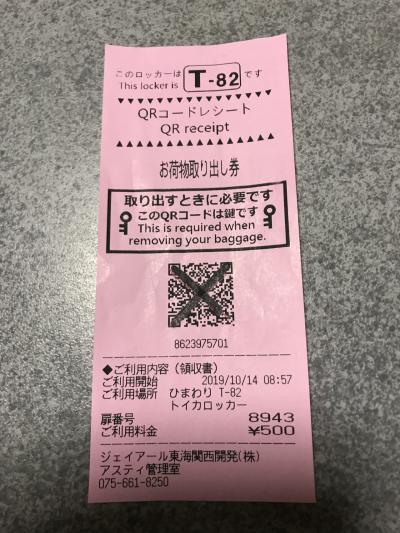 このロッカーは T-82 です
This locker is
QRコードレシート
QR receipt
お荷物取り出し券
取り出すときに必要です
このQRコードは鍵です
This is required when
removing your baggage.
8623975701
◆ご利用内容(領収書)
ご利用開始 2019/10/14 08:57
ご利用場所 ひまわり T-82
トイカロッカー
扉番号 8943
ご利用料金 ¥500
ジェイアール東海関西開発(株)
アスティ管理室
075-661-8250